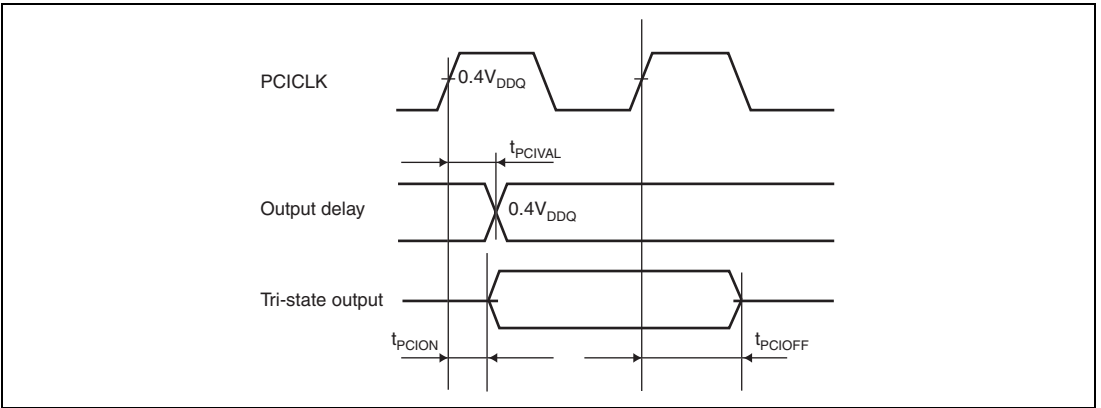 PCICLK
0.4VDDQ
tPCIVAL
Output delay
0.4VDDQ
Tri-state output
tPCION
tPCIOFF